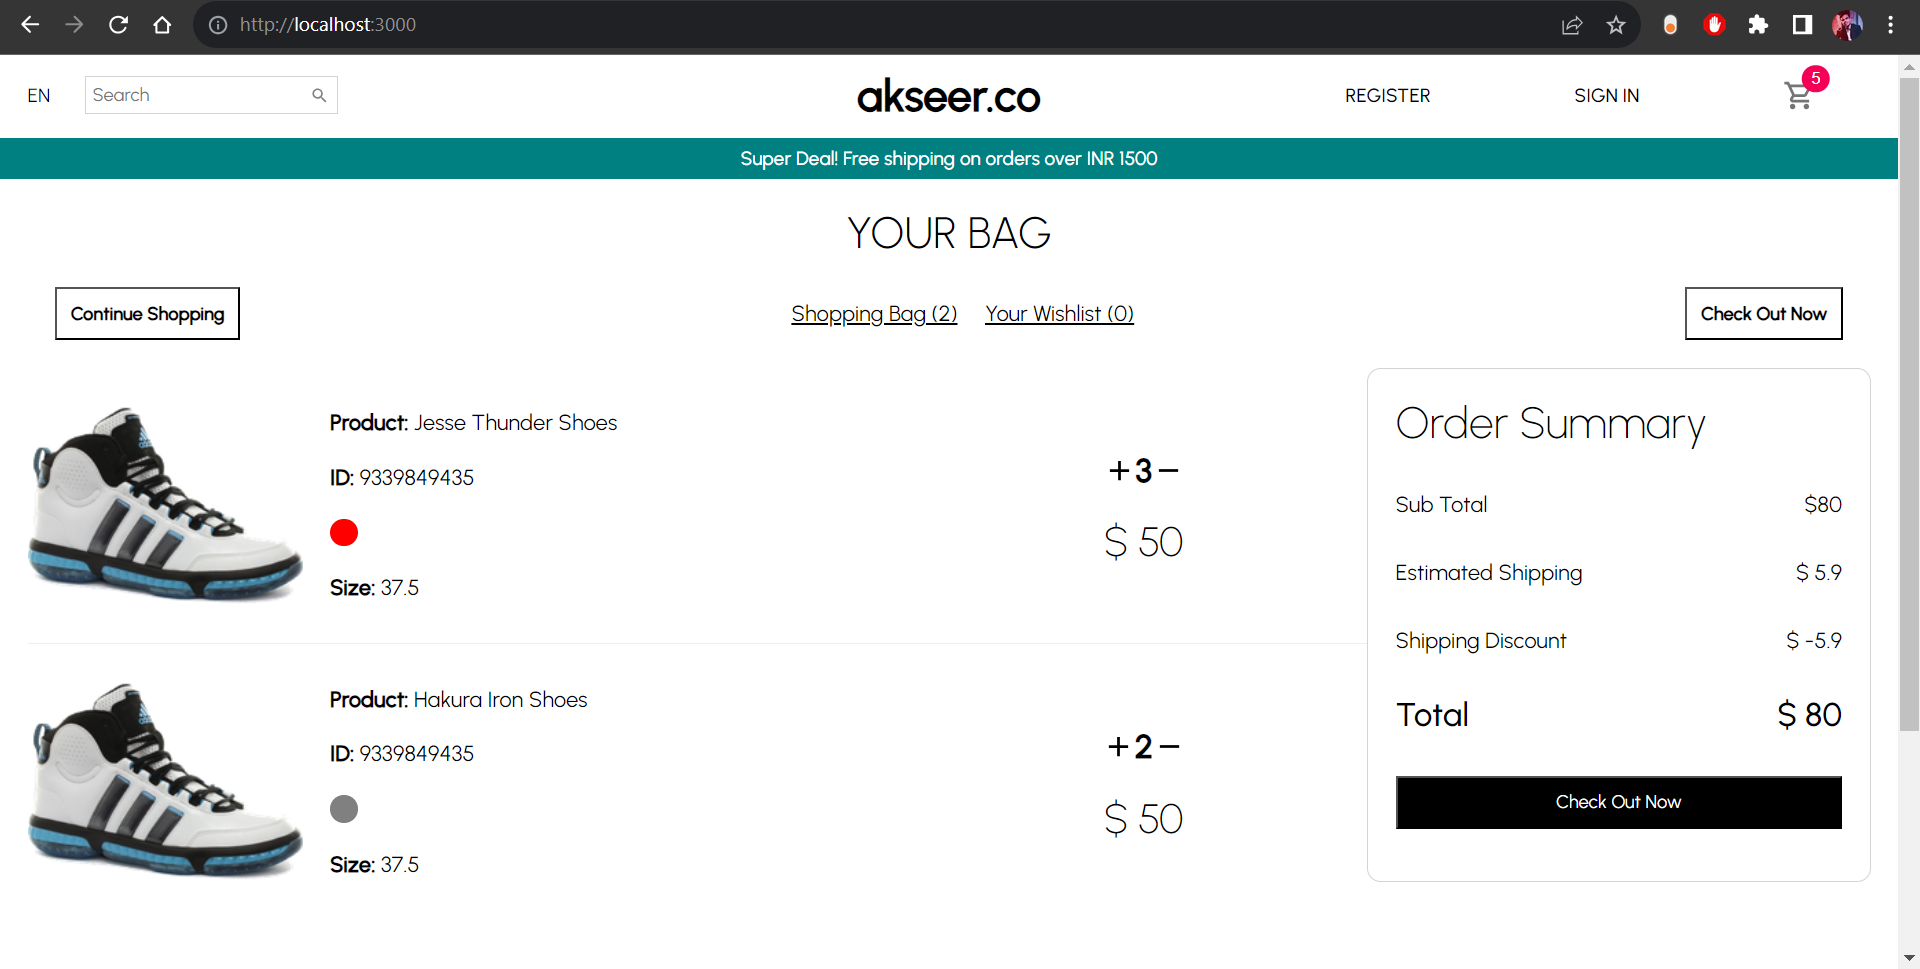 http://localhost:3000
EN
Search
akseer.co
REGISTER
SIGN IN
5
Super Deal! Free shipping on orders over INR 1500
YOUR BAG
Continue Shopping
Shopping Bag (2)
Your Wishlist (0)
Check Out Now
Product: Jesse Thunder Shoes
ID: 9339849435
Size: 37.5
+ 3 −
$ 50
Product: Hakura Iron Shoes
ID: 9339849435
Size: 37.5
+ 2 −
$ 50
Order Summary
Sub Total $80
Estimated Shipping $ 5.9
Shipping Discount $ -5.9
Total $ 80
Check Out Now